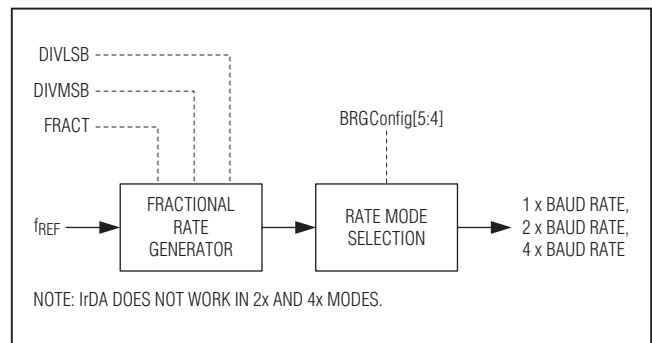 DIVLSB
DIVMSB
FRACT
BRGConfig[5:4]
fREF
FRACTIONAL
RATE
GENERATOR
RATE MODE
SELECTION
1 x BAUD RATE,
2 x BAUD RATE,
4 x BAUD RATE
NOTE: IrDA DOES NOT WORK IN 2x AND 4x MODES.